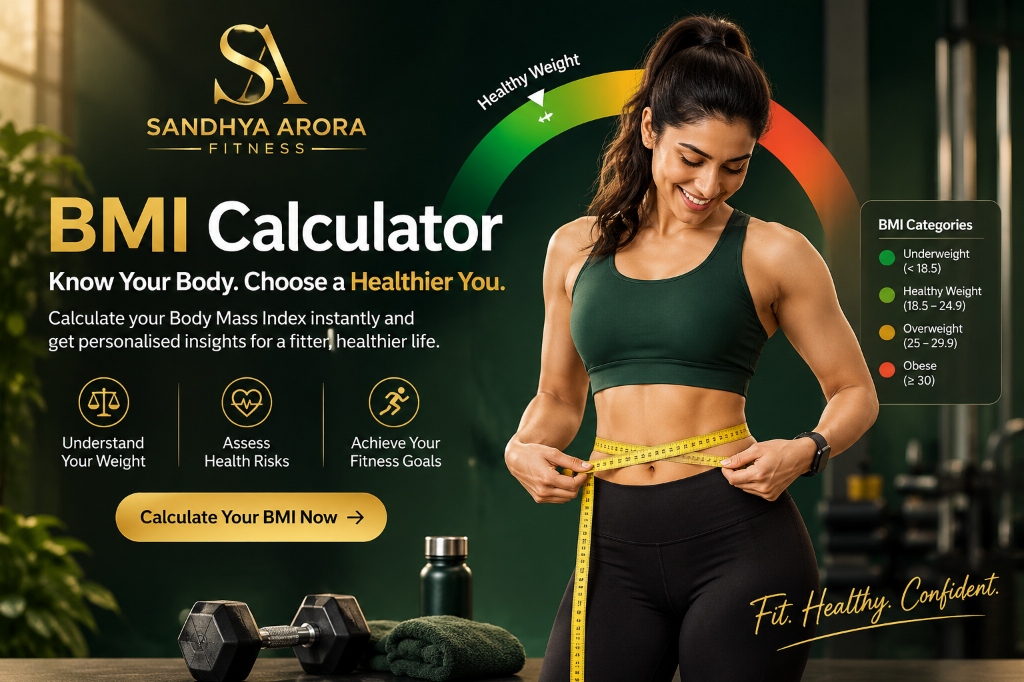 SA
SANDHYA ARORA
FITNESS
Healthy Weight
BMI Calculator
Know Your Body. Choose a Healthier You.
Calculate your Body Mass Index instantly and
get personalised insights for a fitter, healthier life.
Understand
Your Weight
Assess
Health Risks
Achieve Your
Fitness Goals
Calculate Your BMI Now →
BMI Categories
Underweight
(< 18.5)
Healthy Weight
(18.5 – 24.9)
Overweight
(25 – 29.9)
Obese
(≥ 30)
Fit. Healthy. Confident.